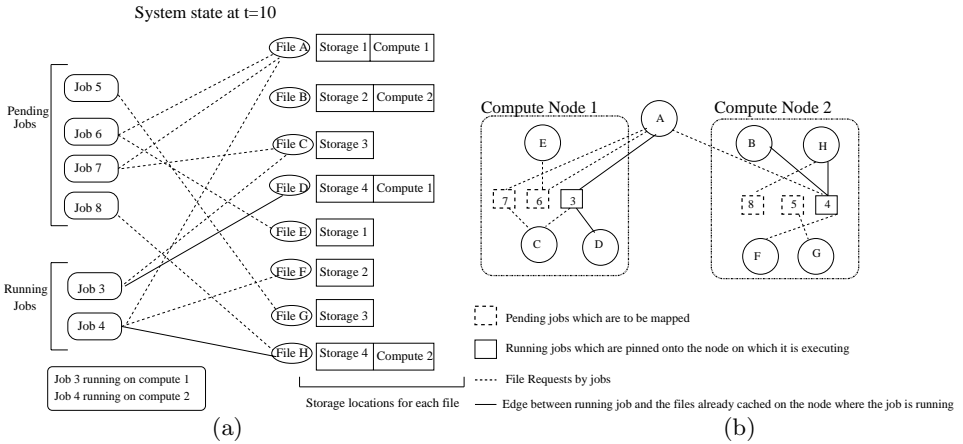 System state at t=10
File A Storage 1 Compute 1
Job 5
File B Storage 2 Compute 2
Pending
Jobs
Job 6
File C Storage 3
Job 7
File D Storage 4 Compute 1
Job 8
File E Storage 1
File F Storage 2
Running
Jobs
Job 3
File G Storage 3
Job 4
File H Storage 4 Compute 2
Job 3 running on compute 1
Job 4 running on compute 2
Storage locations for each file
(a)
Compute Node 1
A
Compute Node 2
E
B
H
7
6
3
8
5
4
C
D
F
G
Pending jobs which are to be mapped
Running jobs which are pinned onto the node on which it is executing
File Requests by jobs
Edge between running job and the files already cached on the node where the job is running
(b)